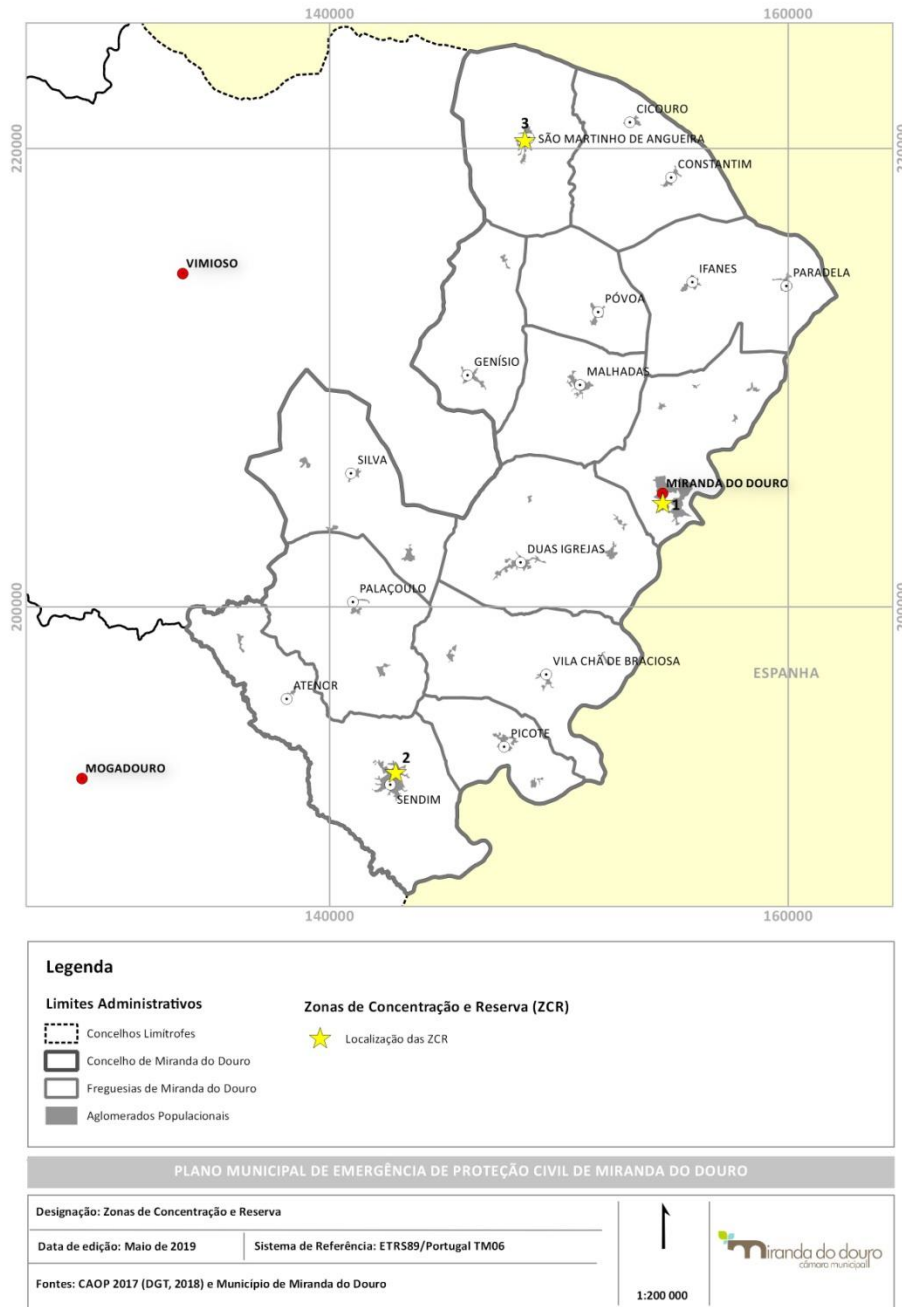 140000 160000
3
CICOURO
SÃO MARTINHO DE ANGUEIRA
220000 220000
CONSTANTIM
VIMIOSO
IFANES
PARADELA
PÓVOA
GENÍSIO
MALHADAS
SILVA
MIRANDA DO DOURO
1
DUAS IGREJAS
PALAÇOULO
200000 200000
VILA CHÃ DE BRACIOSA
ESPANHA
ATENOR
PICOTE
2
MOGADOURO
SENDIM
140000 160000
Legenda
Limites Administrativos
Concelhos Limítrofes
Concelho de Miranda do Douro
Freguesias de Miranda do Douro
Aglomerados Populacionais
Zonas de Concentração e Reserva (ZCR)
Localização das ZCR
PLANO MUNICIPAL DE EMERGÊNCIA DE PROTEÇÃO CIVIL DE MIRANDA DO DOURO
Designação: Zonas de Concentração e Reserva
Data de edição: Maio de 2019
Sistema de Referência: ETRS89/Portugal TM06
Fontes: CAOP 2017 (DGT, 2018) e Município de Miranda do Douro
1:200 000
miranda do douro
câmara municipal